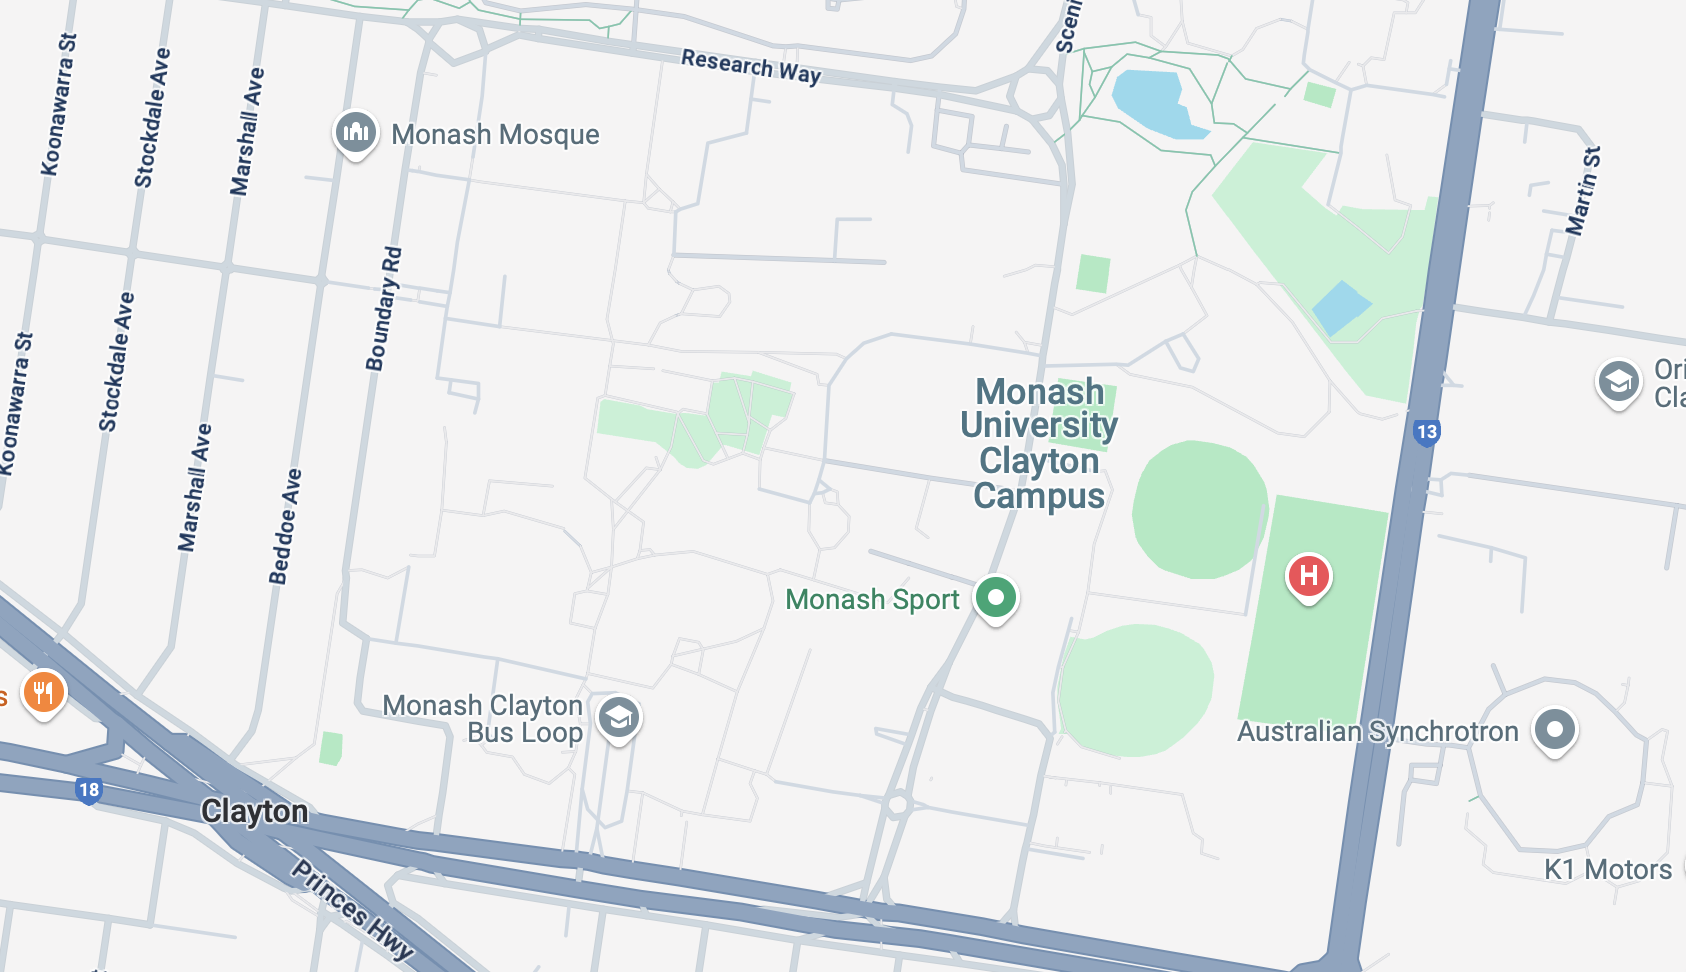 Sceni
Research Way
Koonawarra St
Stockdale Ave
Marshall Ave
Monash Mosque
Martin St
Boundary Rd
Koonawarra St
Stockdale Ave
Ori
Cla
Monash
University
Clayton
Campus
13
Marshall Ave
Beddoe Ave
H
Monash Sport
s
Monash Clayton
Bus Loop
Australian Synchrotron
18
Clayton
K1 Motors
Princes Hwy